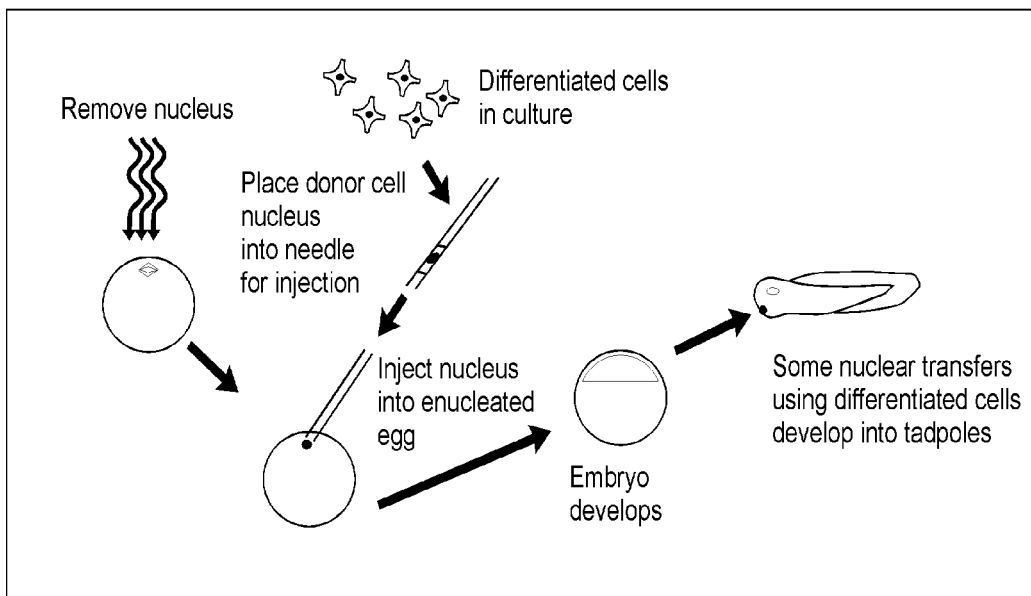 Remove nucleus
Differentiated cells
in culture
Place donor cell
nucleus
into needle
for injection
Inject nucleus
into enucleated
egg
Embryo
develops
Some nuclear transfers
using differentiated cells
develop into tadpoles